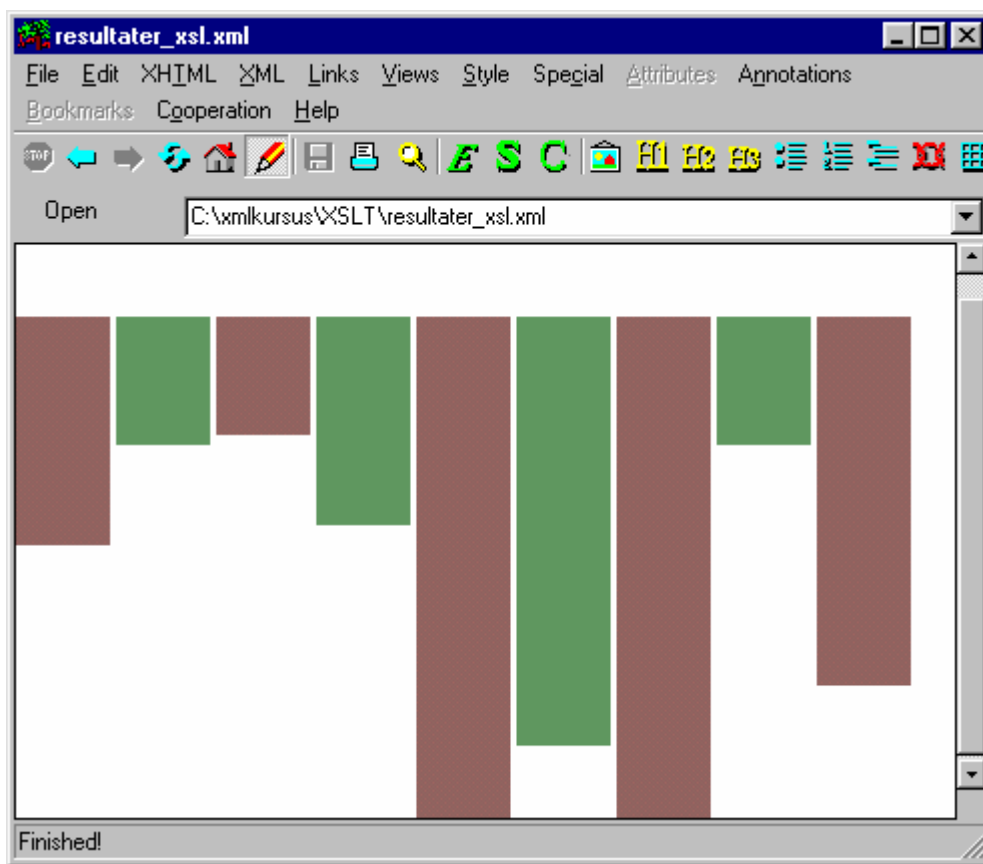 resultater_xsl.xml
File Edit XHTML XML Links Views Style Special Attributes Annotations
Bookmarks Cooperation Help
STOP E S C H1 H2 H3
Open C:\xmlkursus\XSLT\resultater_xsl.xml
Finished!